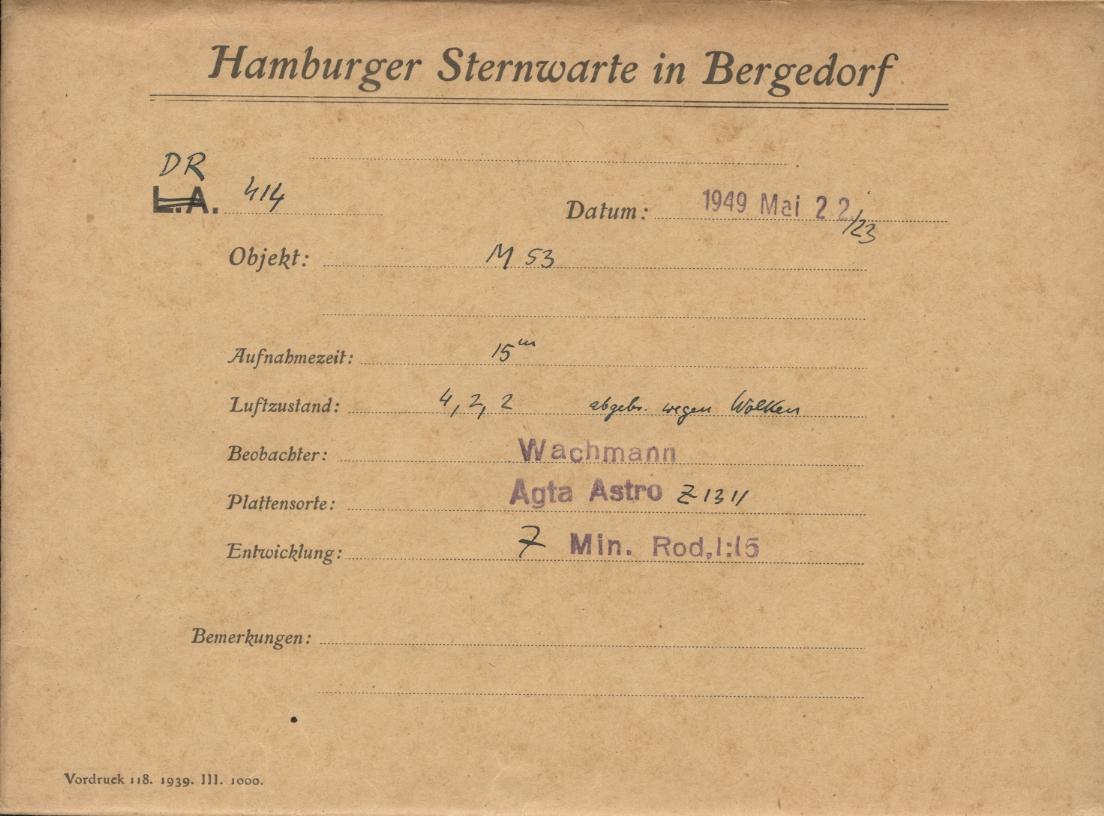 Hamburger Sternwarte in Bergedorf
DR
L.A. 414 Datum: 1949 Mai 22./23
Objekt: M 53
Aufnahmezeit: 15m
Luftzustand: 4, 2, 2 abgebr. wegen Wolken
Beobachter: Wachmann
Plattensorte: Agfa Astro Z 1311
Entwicklung: 7 Min. Rod.1:15
Bemerkungen:
Vordruck 118. 1939. III. 1000.